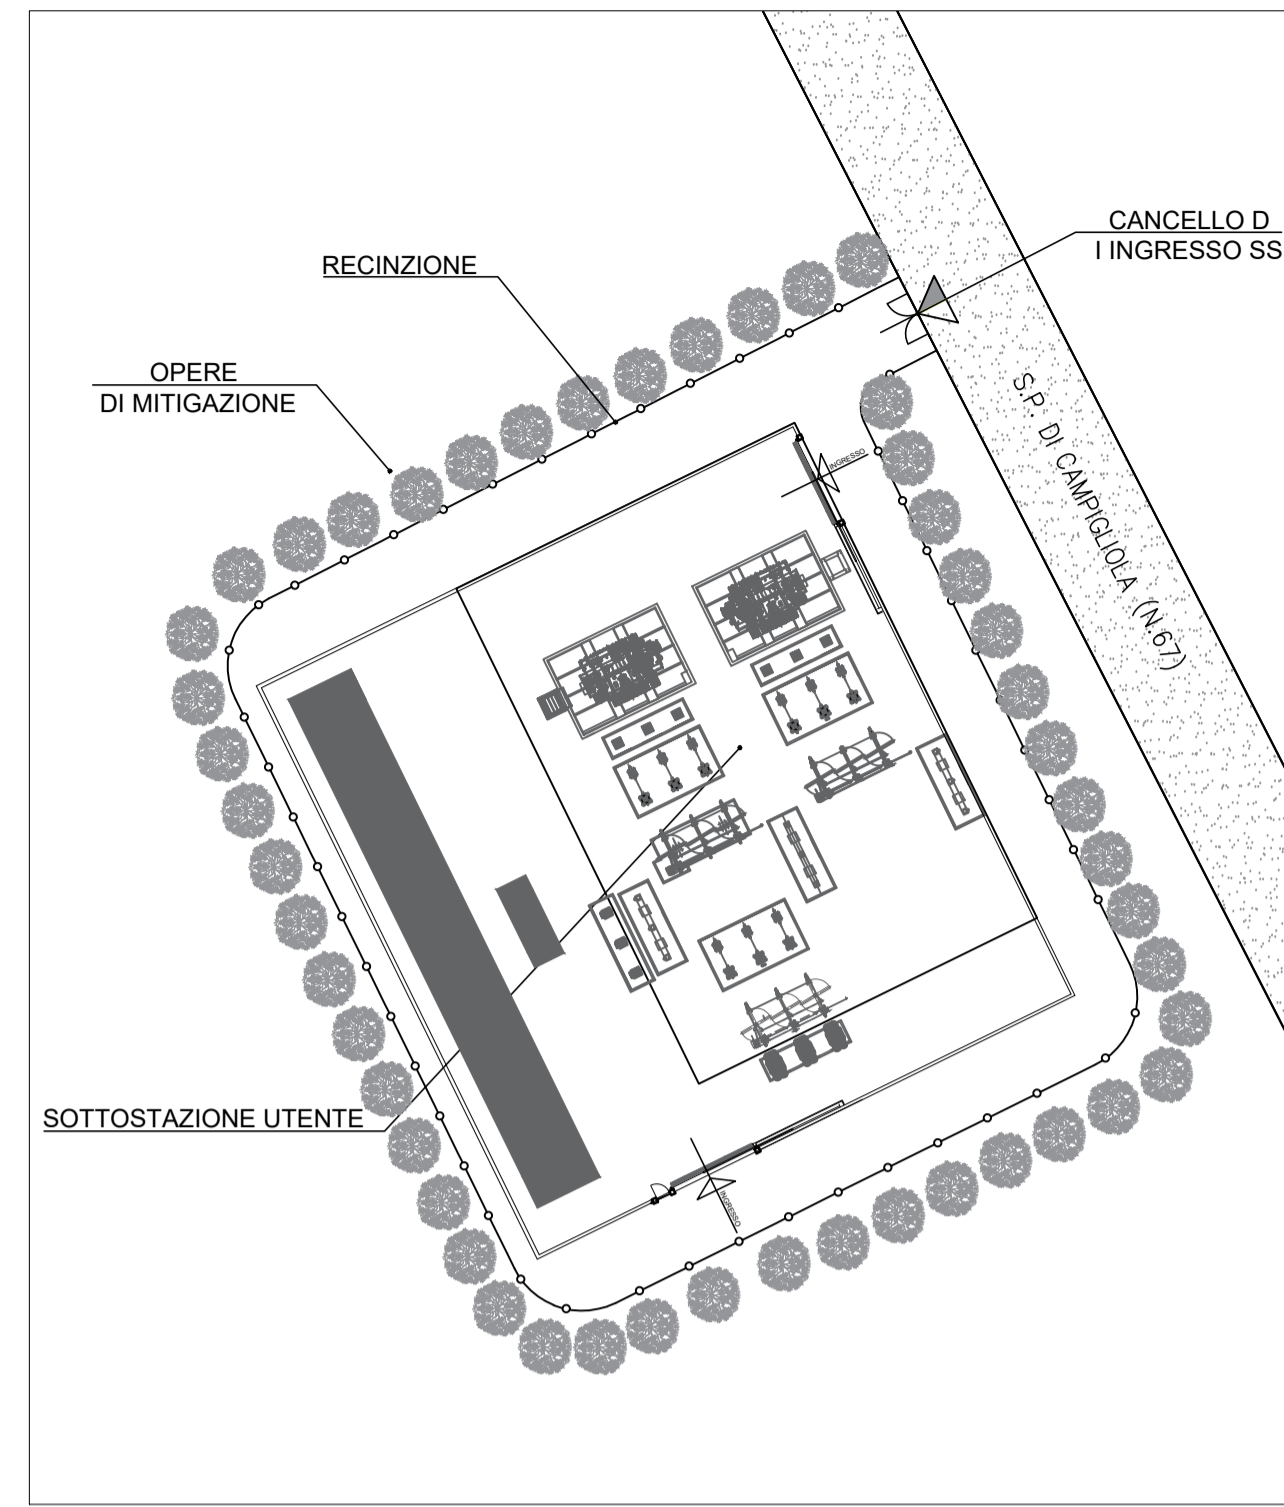 CANCELLO D
I INGRESSO SS
RECINZIONE
OPERE
DI MITIGAZIONE
S.P. DI CAMPIGLIOLA (N.67)
INGRESSO
SOTTOSTAZIONE UTENTE
INGRESSO